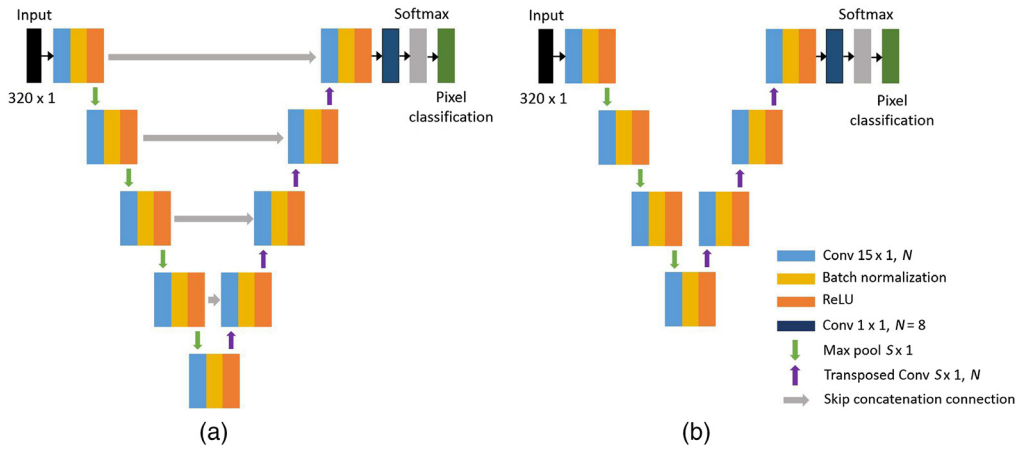 Input
Softmax
320 x 1
Pixel
classification
(a)
Input
Softmax
320 x 1
Pixel
classification
Conv 15 x 1, N
Batch normalization
ReLU
Conv 1 x 1, N = 8
Max pool S x 1
Transposed Conv S x 1, N
Skip concatenation connection
(b)